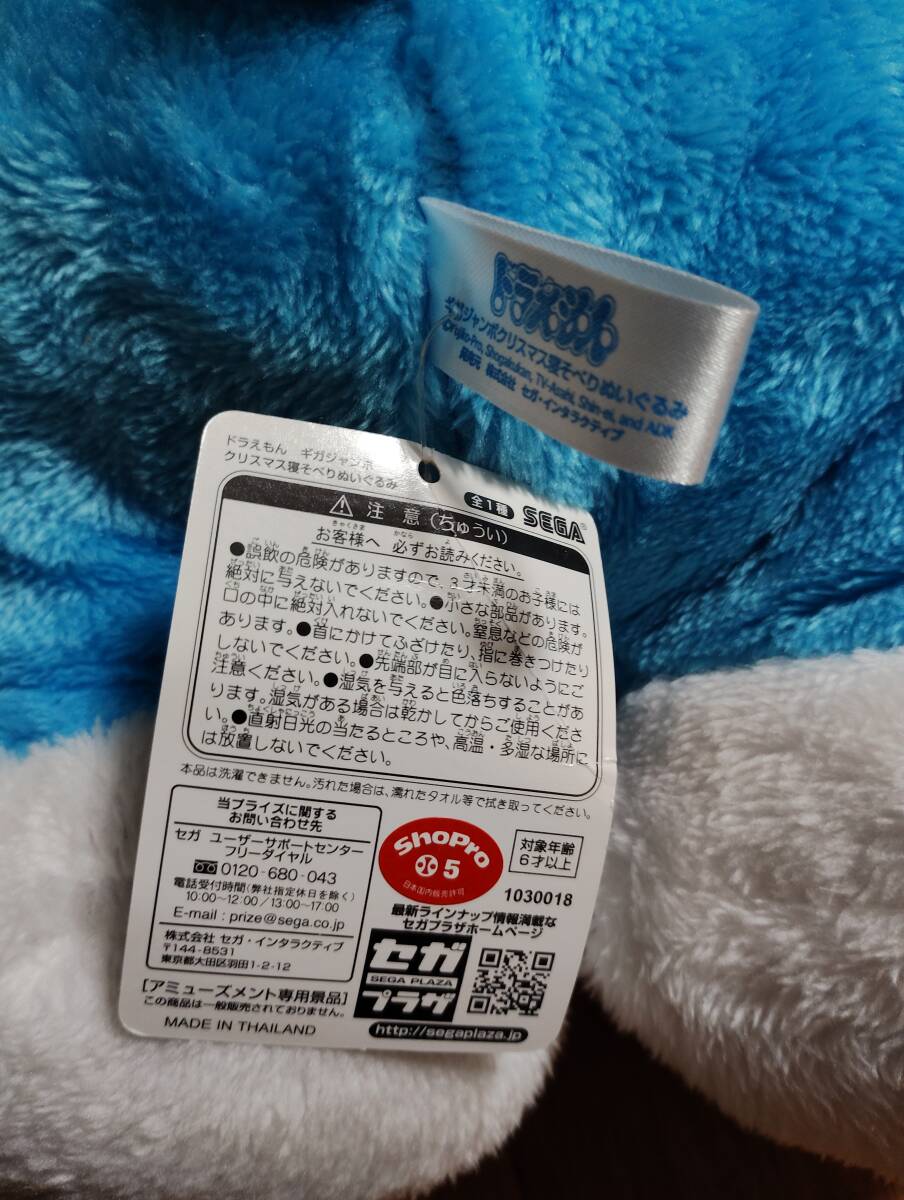 ドラえもん
ギガジャンボクリスマス寝そべりぬいぐるみ
©Fujiko-Pro, Shogakukan, TV-Asahi, Shin-ei, and ADK
発売元 株式会社 セガ・インタラクティブ
ドラえもん ギガジャンボ
クリスマス寝そべりぬいぐるみ
全1種 SEGA®
注意(ちゅうい)
お客様へ 必ずお読みください。
●誤飲の危険がありますので、3才未満のお子様には
絶対に与えないでください。●小さな部品があります。
口の中に絶対入れないでください。窒息などの危険が
あります。●首にかけてふざけたり、指に巻きつけたり
しないでください。●先端部が目に入らないようにご
注意ください。●湿気を与えると色落ちすることがあ
ります。湿気がある場合は乾かしてからご使用くださ
い。●直射日光の当たるところや、高温・多湿な場所に
は放置しないでください。
本品は洗濯できません。汚れた場合は、濡れたタオル等で拭き取ってください。
当プライズに関する
お問い合わせ先
セガ ユーザーサポートセンター
フリーダイヤル
0120-680-043
電話受付時間(弊社指定休日を除く)
10:00~12:00/13:00~17:00
E-mail : prize@sega.co.jp
株式会社 セガ・インタラクティブ
〒144-8531
東京都大田区羽田1-2-12
[アミューズメント専用景品]
この商品は一般販売されておりません。
MADE IN THAILAND
ShoPro
5
日本国内販売許可
対象年齢
6才以上
1030018
最新ラインナップ情報満載な
セガプラザホームページ
セガ
SEGA PLAZA
プラザ
http://segaplaza.jp